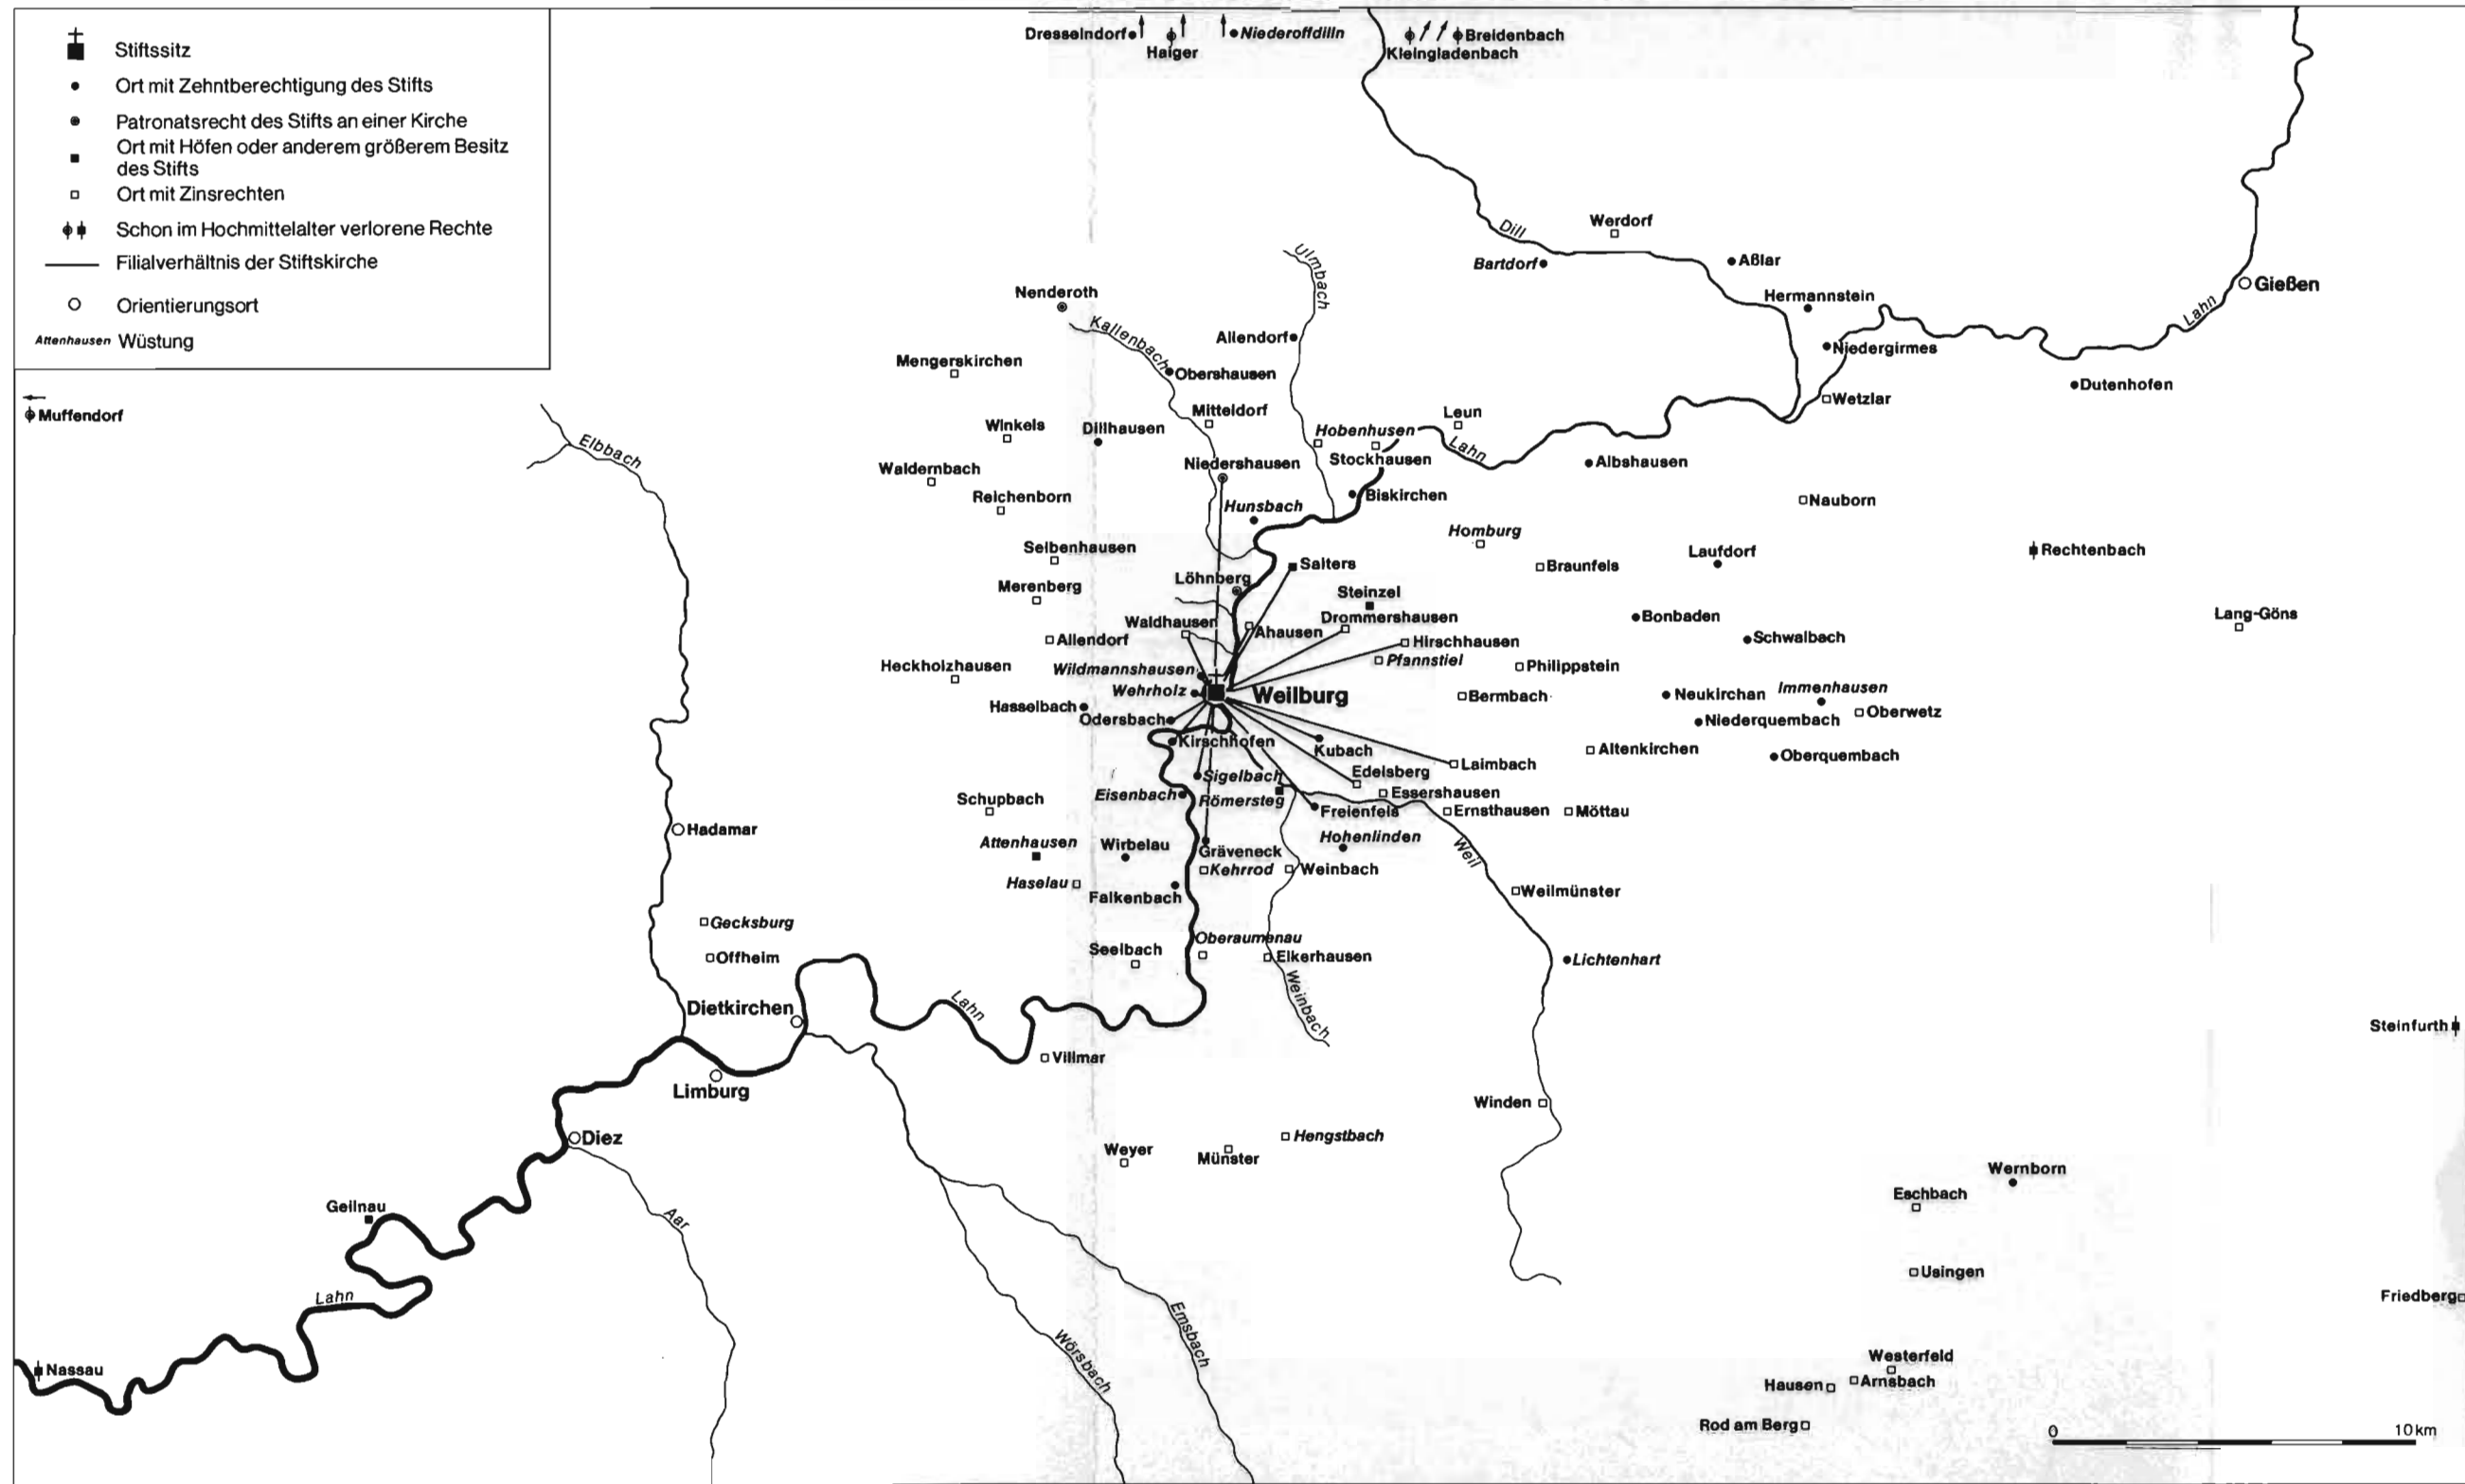 Stiftssitz
Ort mit Zehntberechtigung des Stifts
Patronatsrecht des Stifts an einer Kirche
Ort mit Höfen oder anderem größerem Besitz
des Stifts
Ort mit Zinsrechten
Schon im Hochmittelalter verlorene Rechte
Filialverhältnis der Stiftskirche
Orientierungsort
Attenhausen Wüstung
Dresselndorf
Haiger
Niederoffdilln
Breidenbach
Kleingladenbach
Werdorf
Dill
Bartdorf
Aßlar
Ulmbach
Gießen
Nenderoth
Hermannstein
Lahn
Kallenbach
Allendorf
Niedergirmes
Mengerskirchen
Obershausen
Dutenhofen
Wetzlar
Muffendorf
Mitteldorf
Leun
Winkels
Dillhausen
Hobenhusen
Elbbach
Lahn
Stockhausen
Niedershausen
Albshausen
Waldernbach
Reichenborn
Biskirchen
Nauborn
Hunsbach
Homburg
Selbenhausen
Laufdorf
Rechtenbach
Salters
Braunfels
Löhnberg
Merenberg
Steinzel
Drommershausen
Bonbaden
Lang-Göns
Waldhausen
Ahausen
Schwalbach
Allendorf
Hirschhausen
Pfannstiel
Heckholzhausen
Wildmannshausen
Philippstein
Wehrholz
Weilburg
Bermbach
Neukirchan
Immenhausen
Hasselbach
Odersbach
Niederquembach
Oberwetz
Kirschhofen
Kubach
Altenkirchen
Oberquembach
Laimbach
Sigelbach
Edelsberg
Eisenbach
Römersteg
Essershausen
Schupbach
Freienfels
Ernsthausen
Möttau
Hadamar
Hohenlinden
Attenhausen
Wirbelau
Gräveneck
Weil
Kehrrod
Weinbach
Haselau
Falkenbach
Weilmünster
Gecksburg
Oberaumenau
Seelbach
Offheim
Elkerhausen
Lichtenhart
Weinbach
Dietkirchen
Lahn
Steinfurth
Villmar
Limburg
Winden
Diez
Hengstbach
Weyer
Münster
Wernborn
Eschbach
Geilnau
Aar
Usingen
Lahn
Friedberg
Emsbach
Wörsbach
Nassau
Westerfeld
Hausen
Arnsbach
Rod am Berg
0 10 km